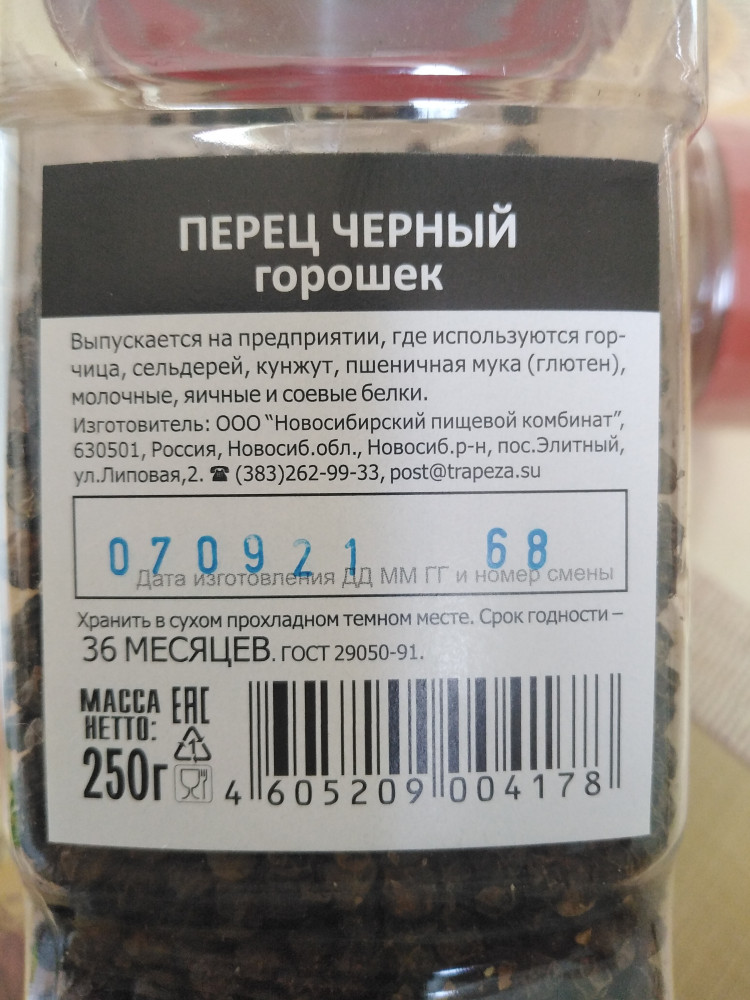 ПЕРЕЦ ЧЕРНЫЙ
горошек
Выпускается на предприятии, где используются гор-
чица, сельдерей, кунжут, пшеничная мука (глютен),
молочные, яичные и соевые белки.
Изготовитель: ООО “Новосибирский пищевой комбинат”,
630501, Россия, Новосиб.обл., Новосиб.р-н, пос.Элитный,
ул.Липовая,2. ☎ (383)262-99-33, post@trapeza.su
070921 68
Дата изготовления ДД ММ ГГ и номер смены
Хранить в сухом прохладном темном месте. Срок годности –
36 МЕСЯЦЕВ. ГОСТ 29050-91.
МАССА
НЕТТО:
250г
EAC
1
4 605209 004178